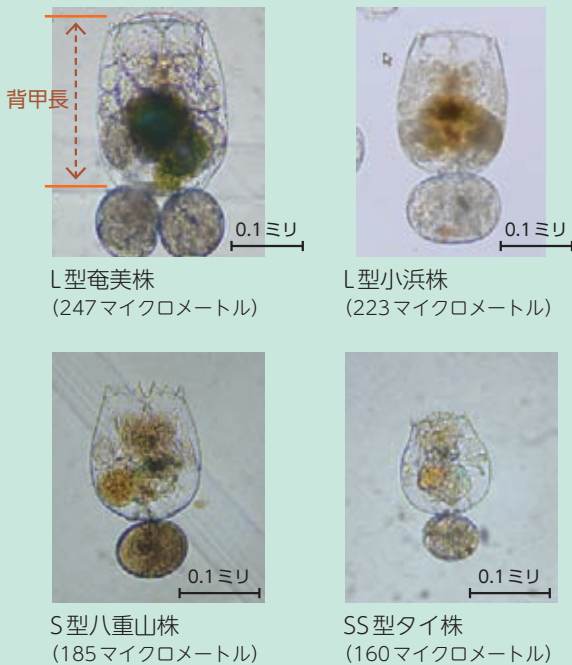 背甲長
0.1ミリ
0.1ミリ
L型奄美株
(247マイクロメートル)
L型小浜株
(223マイクロメートル)
0.1ミリ
0.1ミリ
S型八重山株
(185マイクロメートル)
SS型タイ株
(160マイクロメートル)